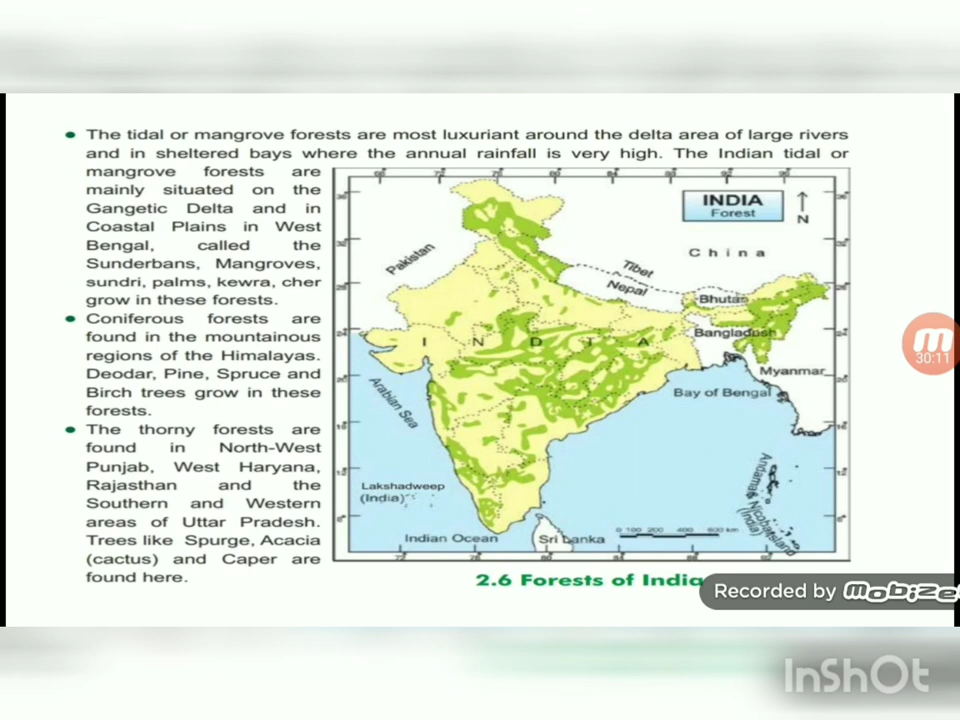 • The tidal or mangrove forests are most luxuriant around the delta area of large rivers
and in sheltered bays where the annual rainfall is very high. The Indian tidal or
mangrove forests are
mainly situated on the
Gangetic Delta and in
Coastal Plains in West
Bengal, called the
Sunderbans, Mangroves,
sundri, palms, kewra, cher
grow in these forests.
• Coniferous forests are
found in the mountainous
regions of the Himalayas.
Deodar, Pine, Spruce and
Birch trees grow in these
forests.
• The thorny forests are
found in North-West
Punjab, West Haryana,
Rajasthan and the
Southern and Western
areas of Uttar Pradesh.
Trees like Spurge, Acacia
(cactus) and Caper are
found here.
INDIA
Forest
N
China
Pakistan
Tibet
Nepal
Bhutan
Bangladesh
INDIA
Myanmar
Arabian Sea
Bay of Bengal
Lakshadweep
(India)
Andaman & Nicobar Island
(India)
0 100 200 400 600 km
Indian Ocean
Sri Lanka
2.6 Forests of India
30:11
Recorded by
InShOt